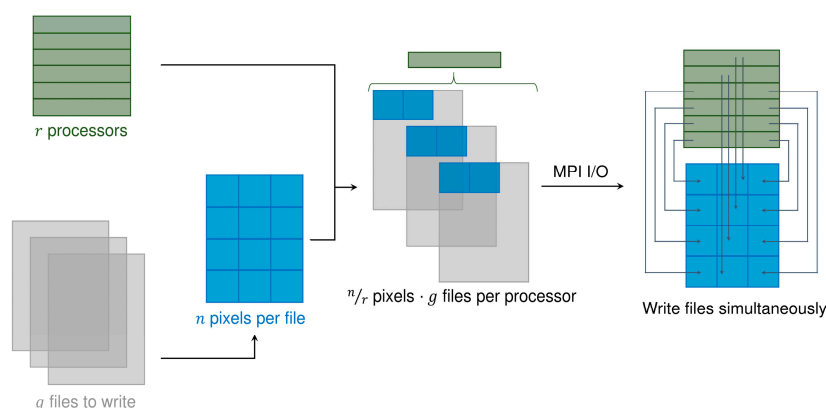 r processors
n pixels per file
g files to write
n/r pixels · g files per processor
MPI I/O
Write files simultaneously